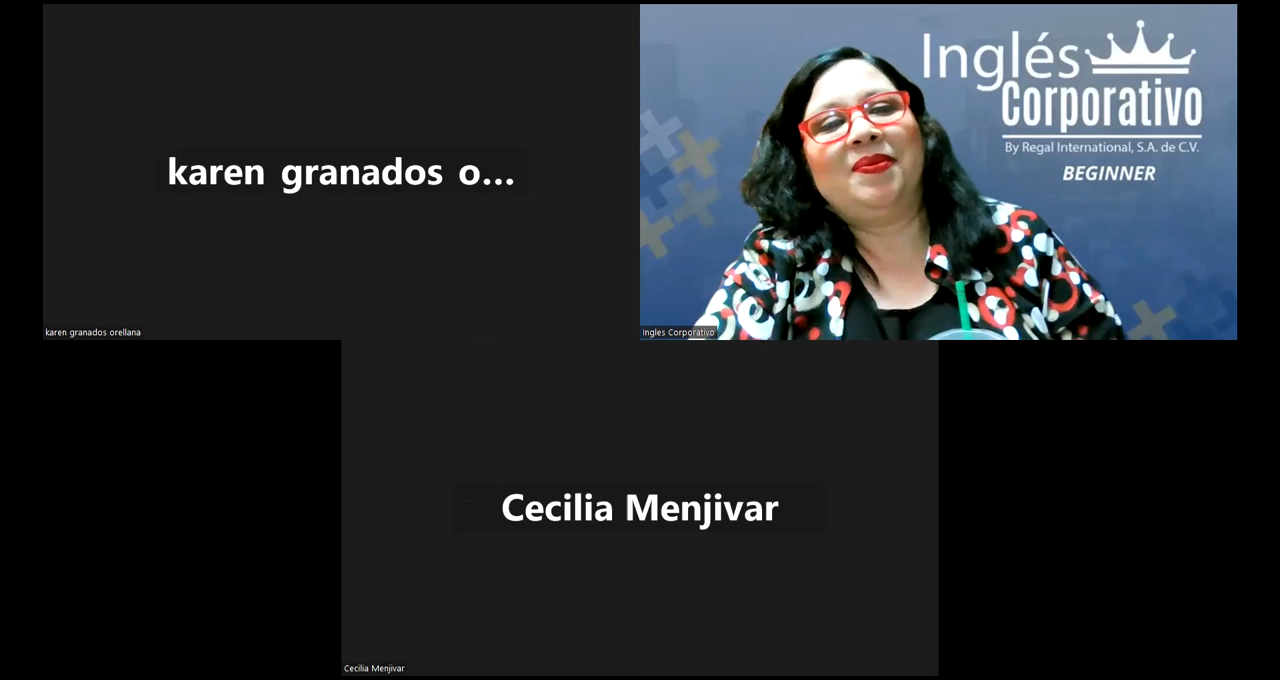 karen granados o...
karen granados orellana
Inglés
Corporativo
By Regal International, S.A. de C.V.
BEGINNER
Ingles Corporativo
Cecilia Menjivar
Cecilia Menjivar